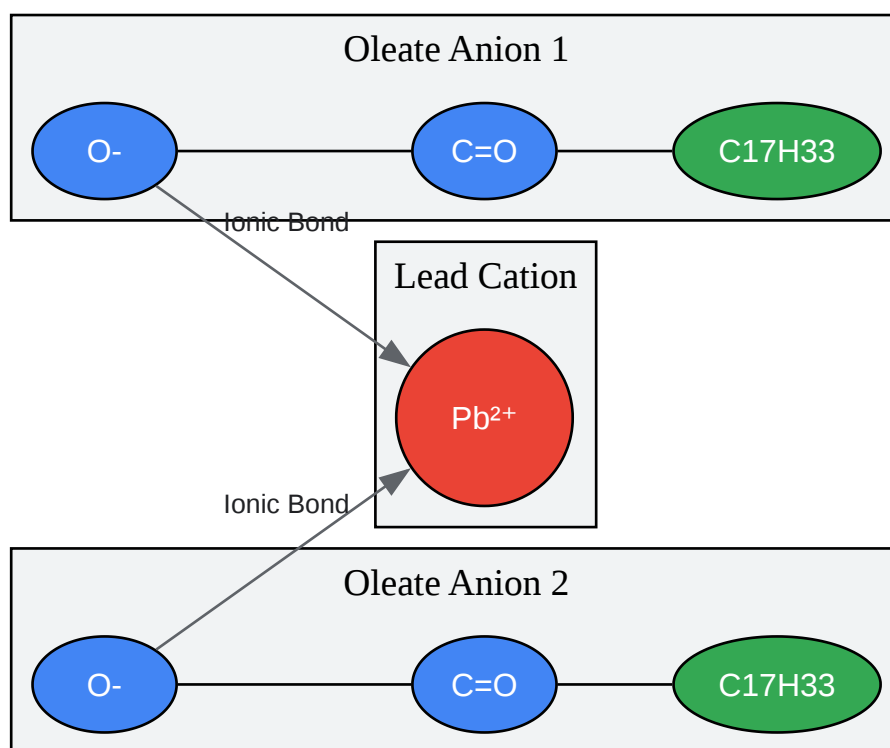 Oleate Anion 1
O-
C=O
C17H33
Ionic Bond
Lead Cation
Pb²⁺
Ionic Bond
Oleate Anion 2
O-
C=O
C17H33